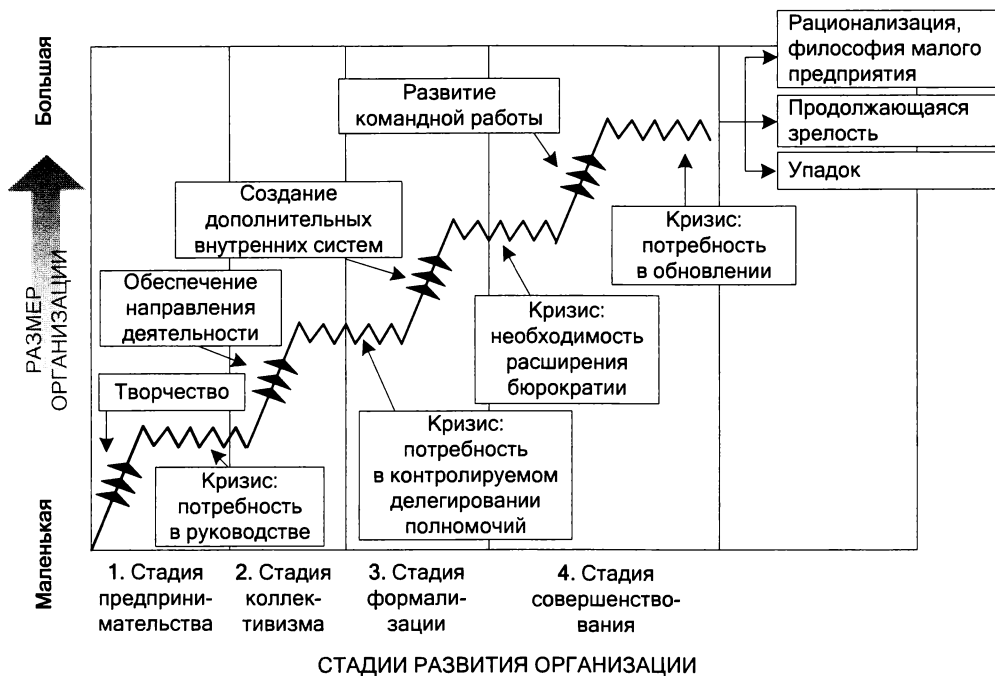 Большая
РАЗМЕР
ОРГАНИЗАЦИИ
Маленькая
Рационализация,
философия малого
предприятия
Продолжающаяся
зрелость
Упадок
Развитие
командной работы
Создание
дополнительных
внутренних систем
Кризис:
потребность
в обновлении
Обеспечение
направления
деятельности
Кризис:
необходимость
расширения
бюрократии
Творчество
Кризис:
потребность
в контролируемом
делегировании
полномочий
Кризис:
потребность
в руководстве
1. Стадия
предприни-
мательства
2. Стадия
коллек-
тивизма
3. Стадия
формали-
зации
4. Стадия
совершенство-
вания
СТАДИИ РАЗВИТИЯ ОРГАНИЗАЦИИ